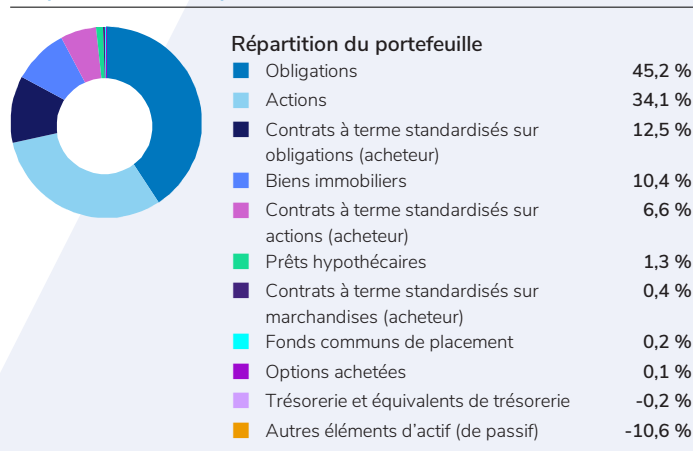 Répartition du portefeuille
Obligations 45,2 %
Actions 34,1 %
Contrats à terme standardisés sur 12,5 %
obligations (acheteur)
Biens immobiliers 10,4 %
Contrats à terme standardisés sur 6,6 %
actions (acheteur)
Prêts hypothécaires 1,3 %
Contrats à terme standardisés sur 0,4 %
marchandises (acheteur)
Fonds communs de placement 0,2 %
Options achetées 0,1 %
Trésorerie et équivalents de trésorerie -0,2 %
Autres éléments d’actif (de passif) -10,6 %